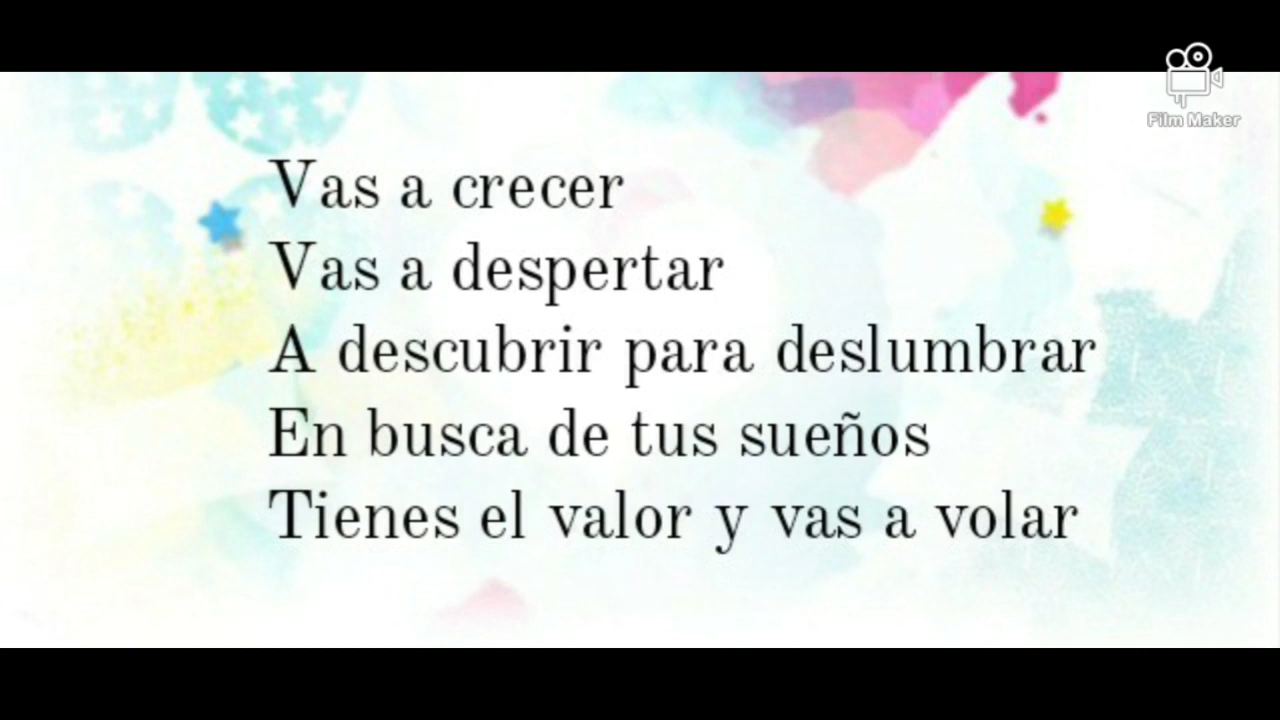 Film Maker
Vas a crecer
Vas a despertar
A descubrir para deslumbrar
En busca de tus sueños
Tienes el valor y vas a volar